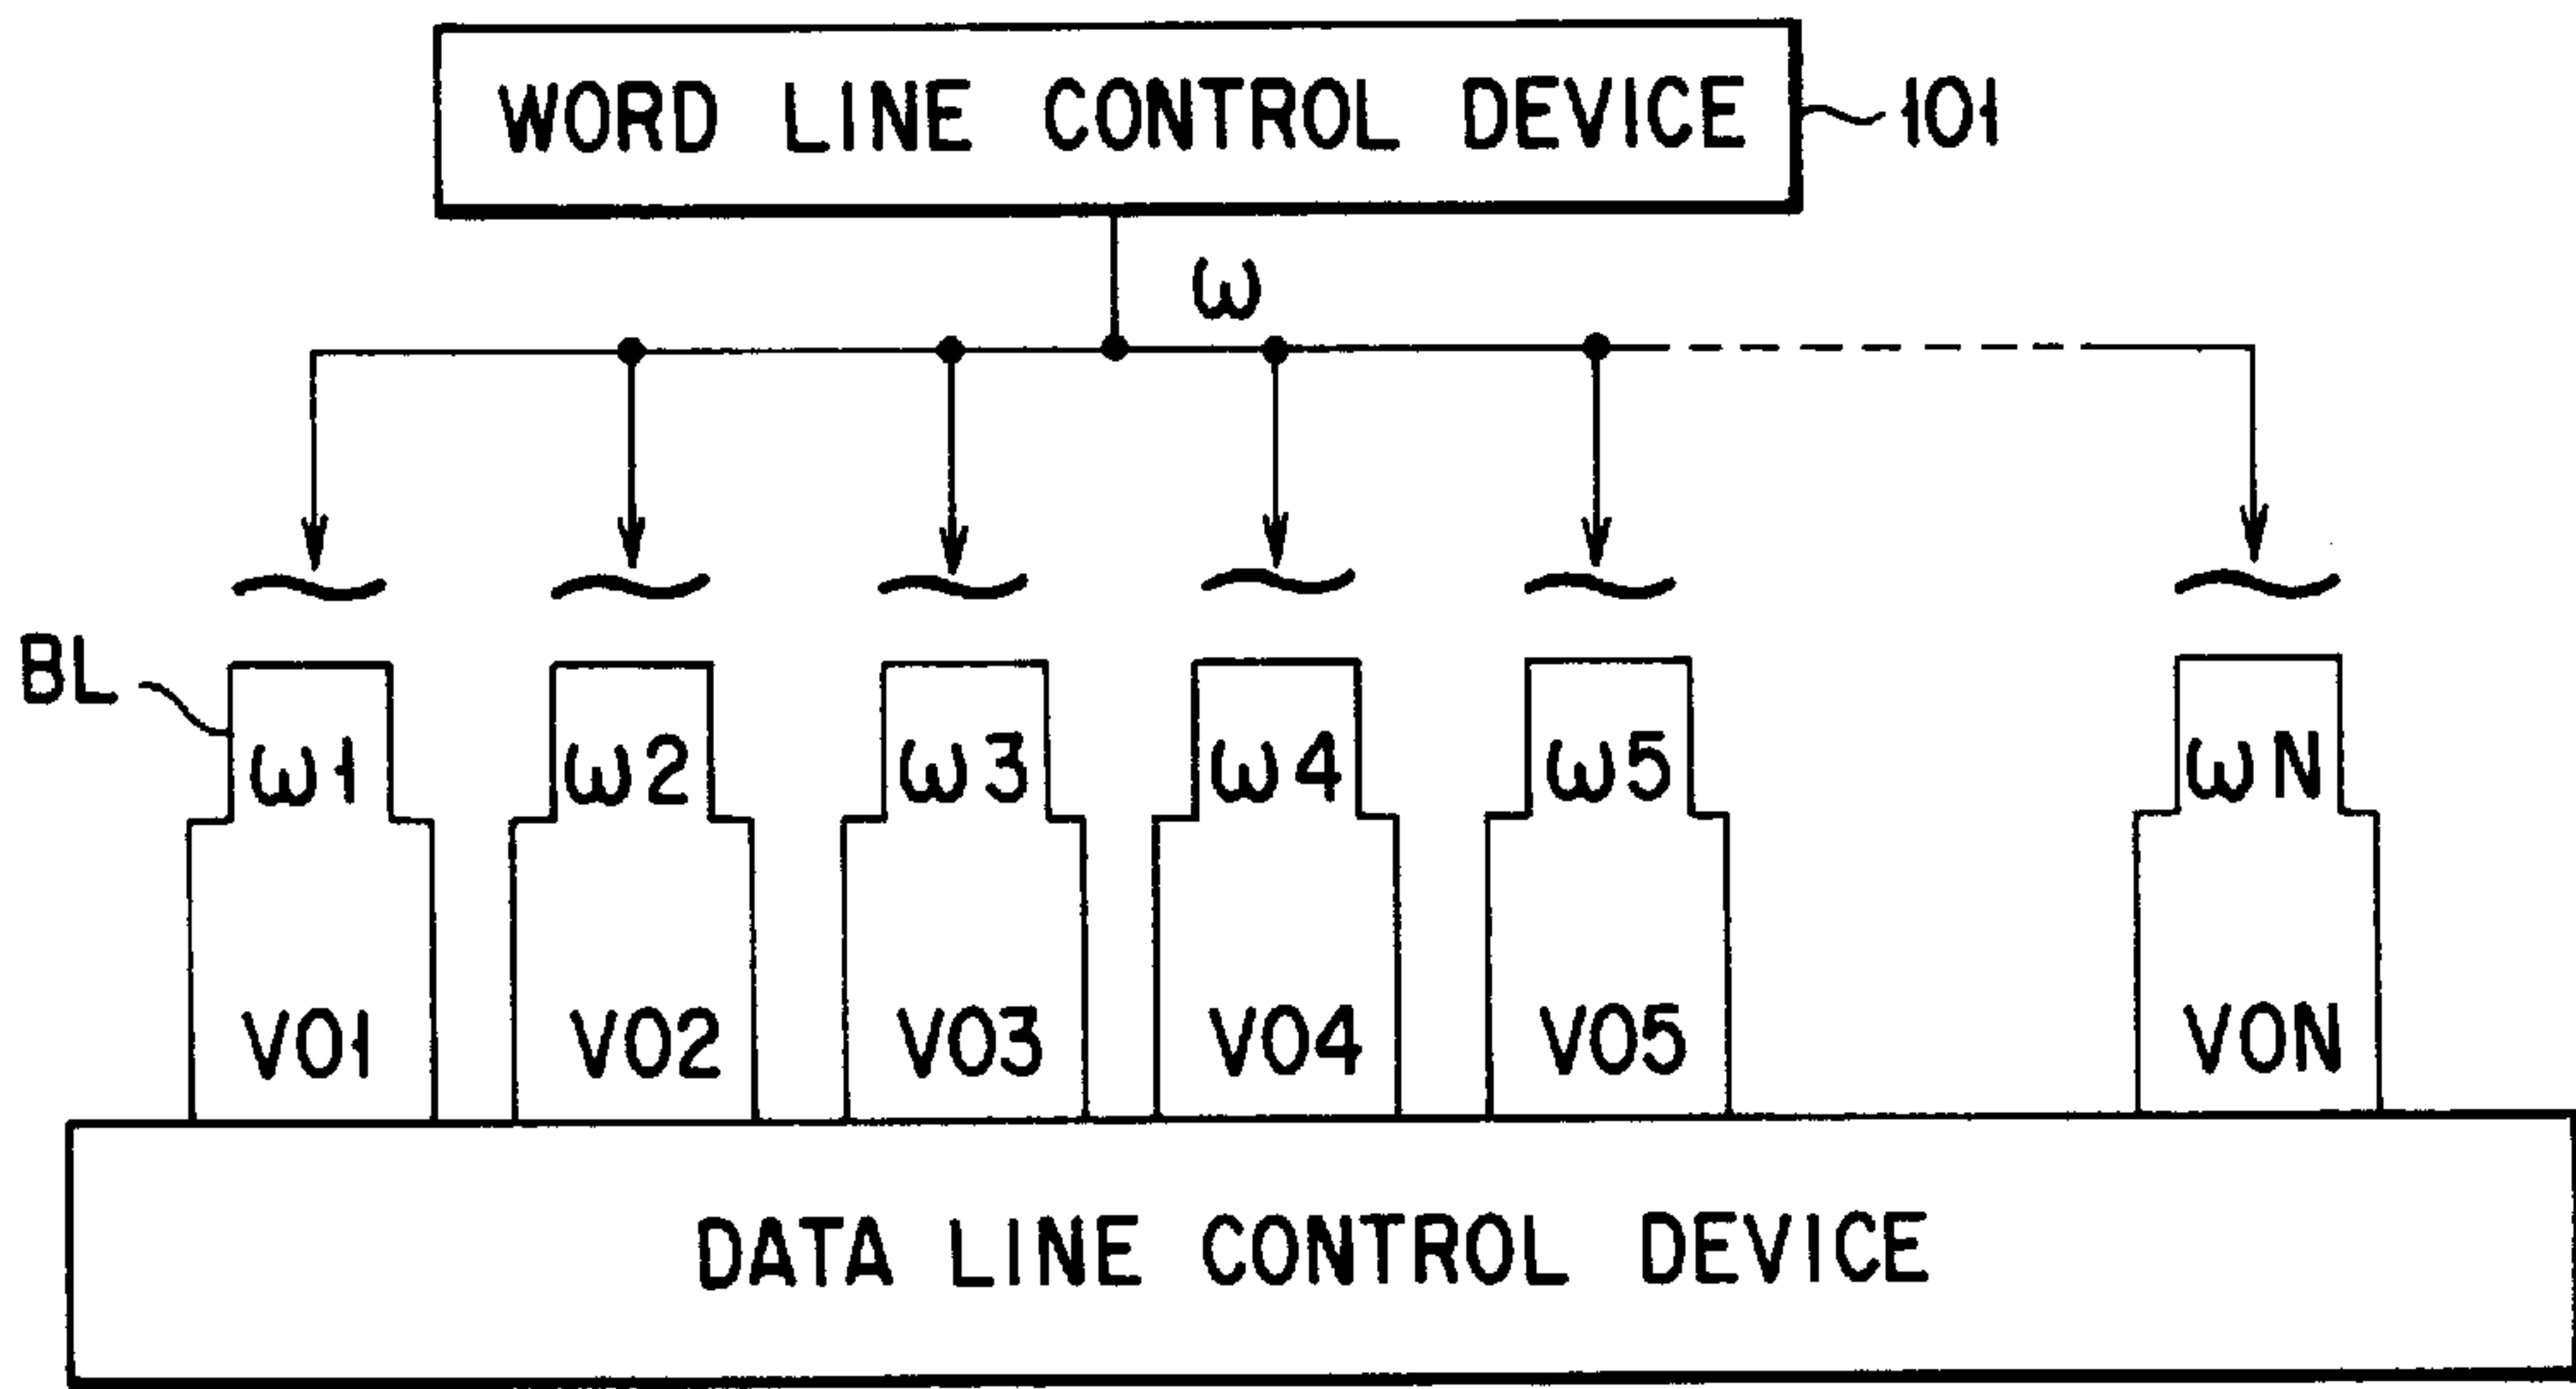 WORD LINE CONTROL DEVICE 101
ω
BL
ω1 ω2 ω3 ω4 ω5 ωN
V01 V02 V03 V04 V05 V0N
DATA LINE CONTROL DEVICE